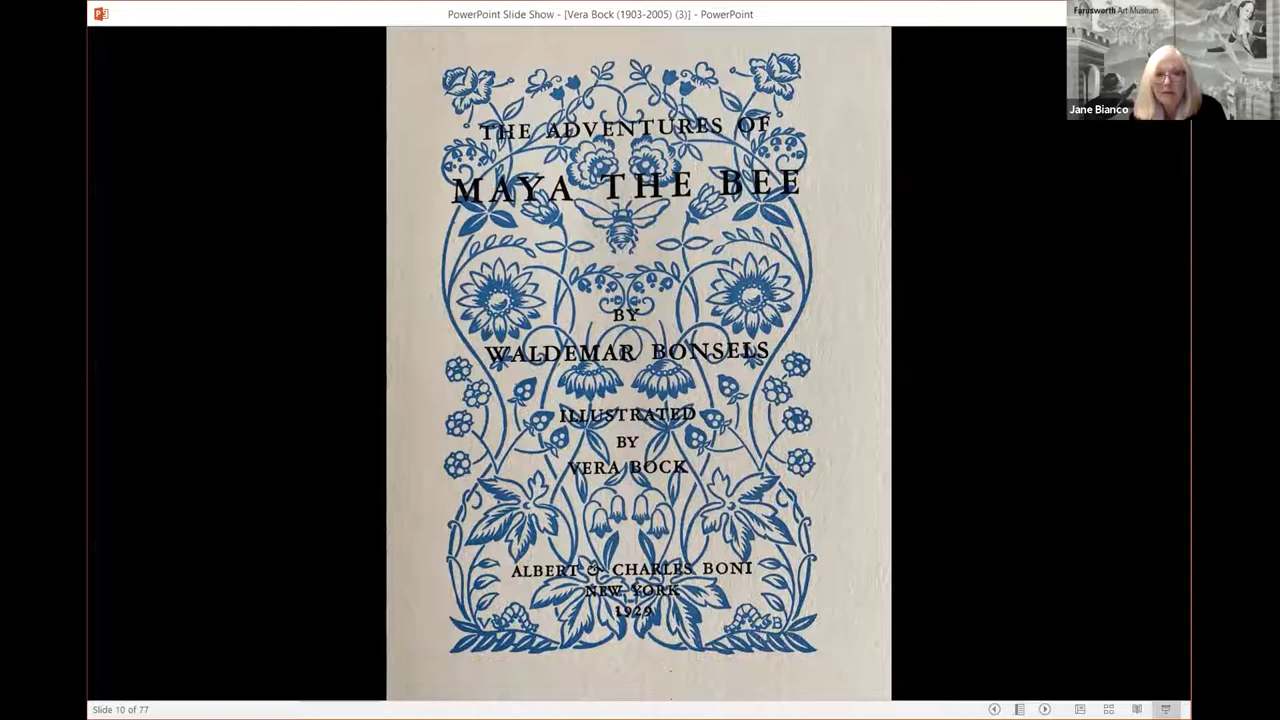 PowerPoint Slide Show - [Vera Bock (1903-2005) (3)] - PowerPoint
Farnsworth Art Museum
Jane Bianco
THE ADVENTURES OF
MAYA THE BEE
BY
WALDEMAR BONSELS
ILLUSTRATED
BY
VERA BOCK
ALBERT & CHARLES BONI
NEW YORK
1929
V B
Slide 10 of 77